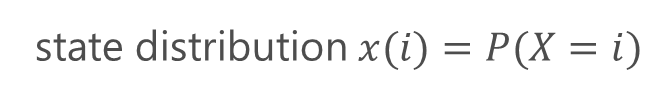 state distribution x(i) = P(X = i)